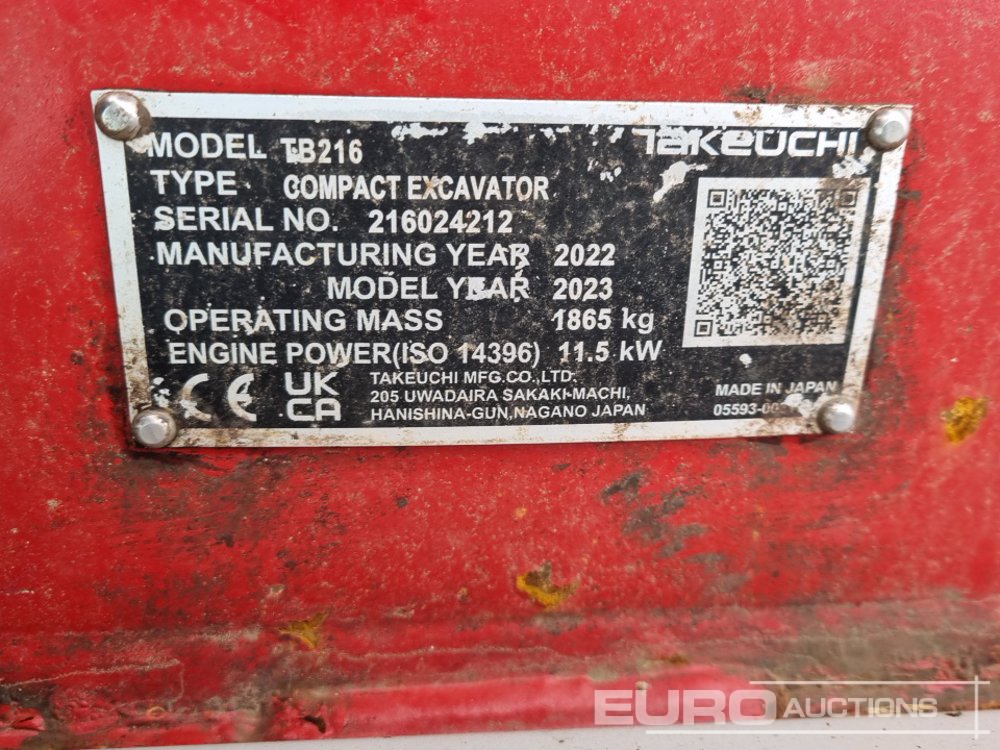 TAKEUCHI
MODEL TB216
TYPE COMPACT EXCAVATOR
SERIAL NO. 216024212
MANUFACTURING YEAR 2022
MODEL YEAR 2023
OPERATING MASS 1865 kg
ENGINE POWER(ISO 14396) 11.5 kW
CE UK CA
TAKEUCHI MFG.CO.,LTD.
205 UWADAIRA SAKAKI-MACHI,
HANISHINA-GUN,NAGANO JAPAN
MADE IN JAPAN
EURO AUCTIONS